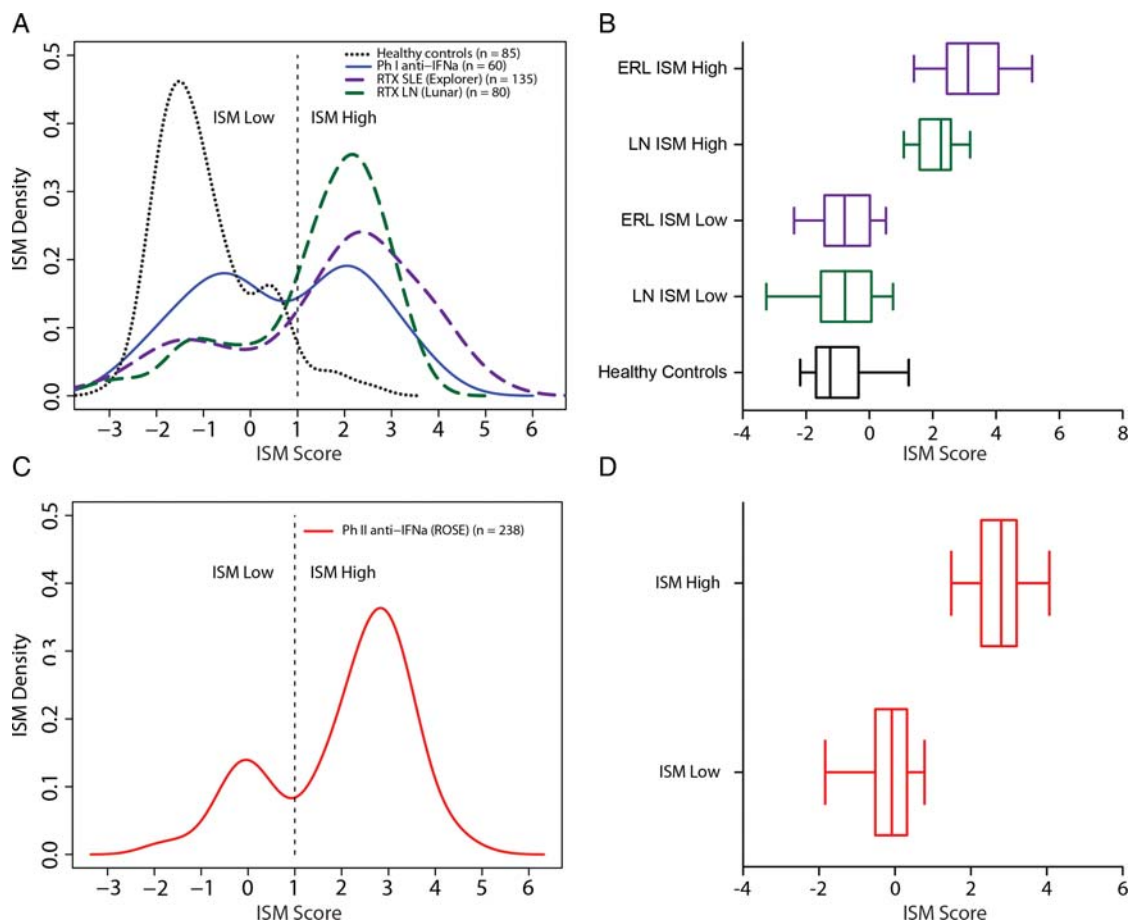 A
0.5
0.4
0.3
0.2
0.1
0.0
ISM Density
Healthy controls (n = 85)
Ph I anti−IFNa (n = 60)
RTX SLE (Explorer) (n = 135)
RTX LN (Lunar) (n = 80)
ISM Low
ISM High
−3 −2 −1 0 1 2 3 4 5 6
ISM Score
B
ERL ISM High
LN ISM High
ERL ISM Low
LN ISM Low
Healthy Controls
-4 -2 0 2 4 6 8
ISM Score
C
0.5
0.4
0.3
0.2
0.1
0.0
ISM Density
Ph II anti−IFNa (ROSE) (n = 238)
ISM Low
ISM High
−3 −2 −1 0 1 2 3 4 5 6
ISM Score
D
ISM High
ISM Low
-4 -2 0 2 4 6
ISM Score